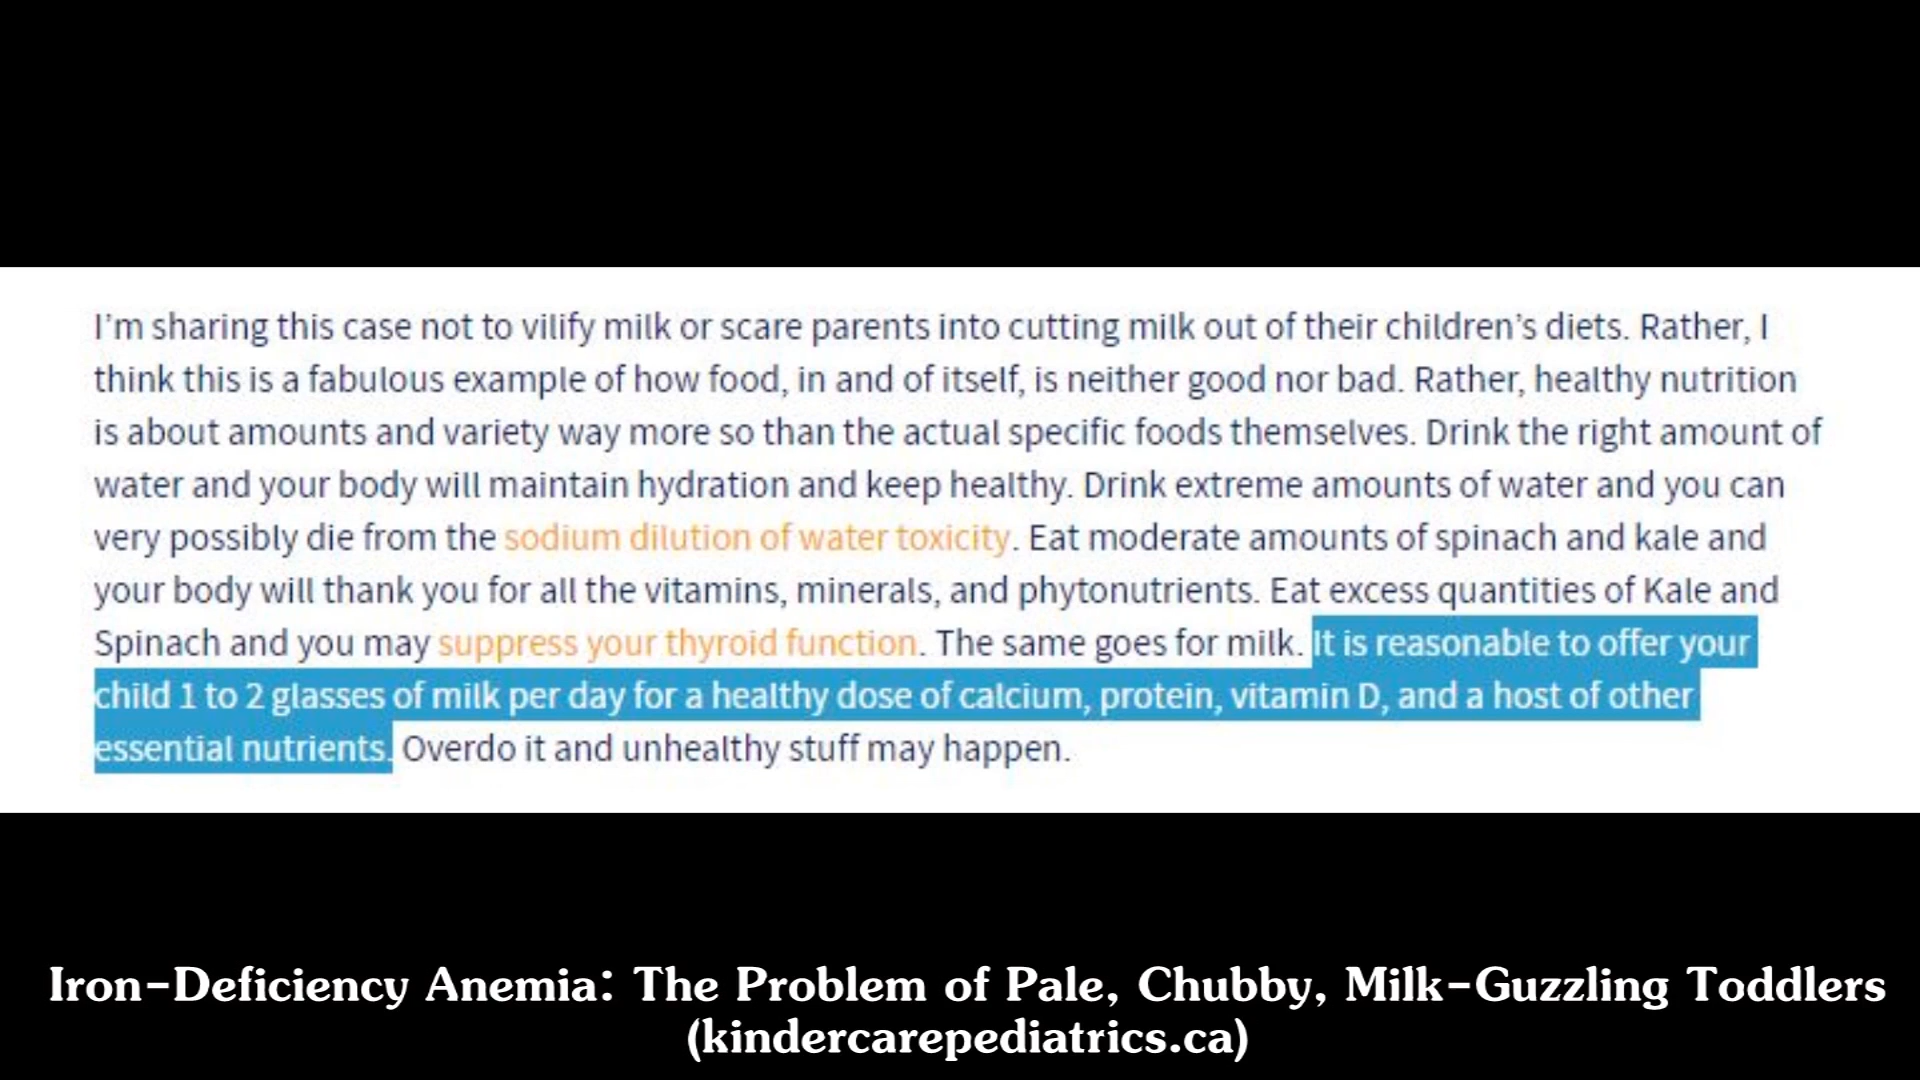 I'm sharing this case not to vilify milk or scare parents into cutting milk out of their children's diets. Rather, I
think this is a fabulous example of how food, in and of itself, is neither good nor bad. Rather, healthy nutrition
is about amounts and variety way more so than the actual specific foods themselves. Drink the right amount of
water and your body will maintain hydration and keep healthy. Drink extreme amounts of water and you can
very possibly die from the sodium dilution of water toxicity. Eat moderate amounts of spinach and kale and
your body will thank you for all the vitamins, minerals, and phytonutrients. Eat excess quantities of Kale and
Spinach and you may suppress your thyroid function. The same goes for milk. It is reasonable to offer your
child 1 to 2 glasses of milk per day for a healthy dose of calcium, protein, vitamin D, and a host of other
essential nutrients. Overdo it and unhealthy stuff may happen.
Iron-Deficiency Anemia: The Problem of Pale, Chubby, Milk-Guzzling Toddlers
(kindercarepediatrics.ca)